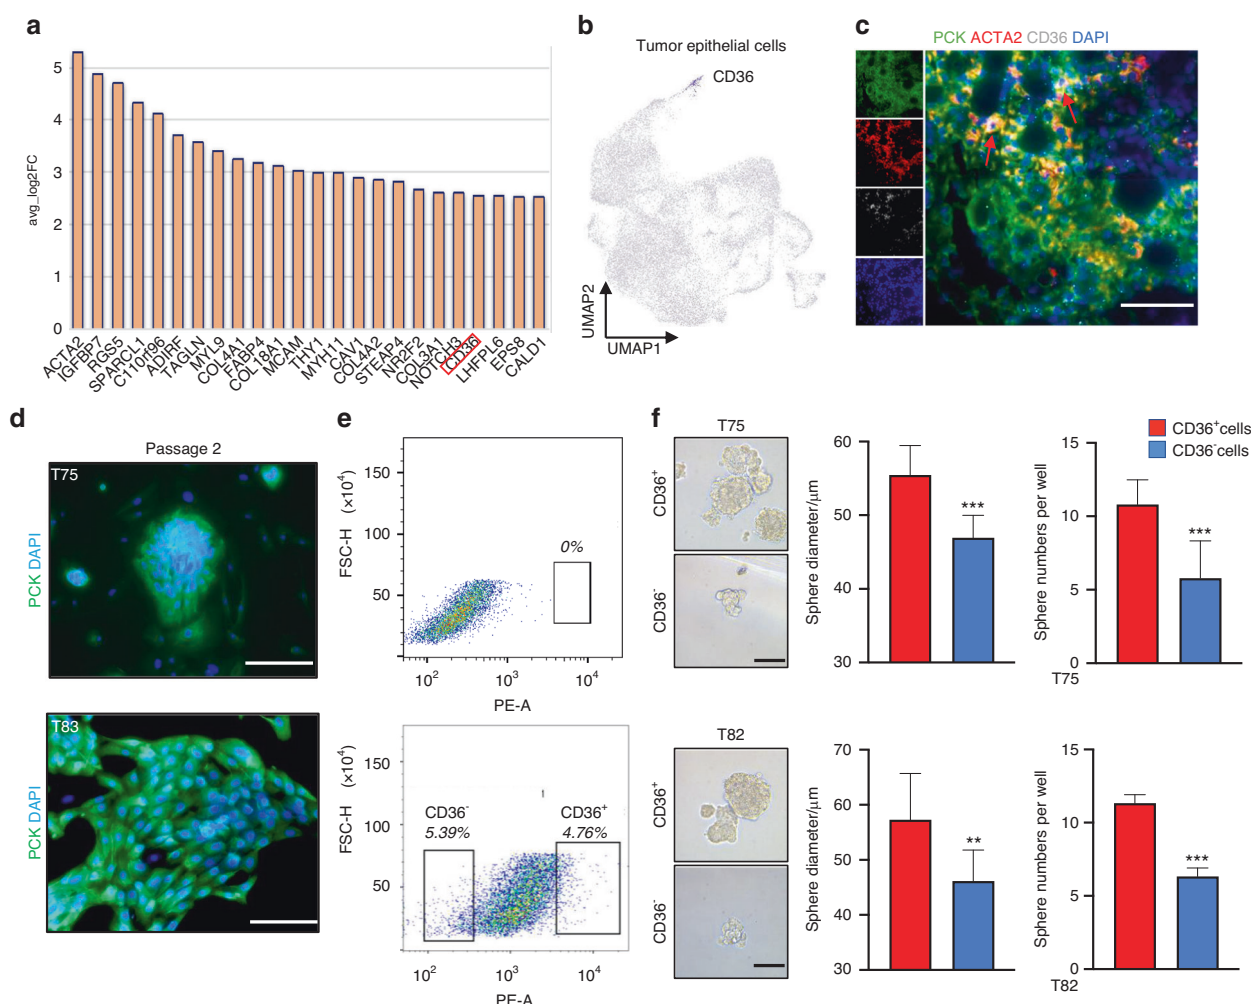 a
avg_log2FC
5
4
3
2
1
0
ACTA2
IGFBP7
RGS5
SPARCL1
C110rf96
ADIRF
TAGLN
MYL9
COL4A1
FABP4
COL18A1
MCAM
THY1
MYH11
CAV1
COL4A2
STEAP4
NR2F2
COL3A1
NOTCH3
CD36
LHFPL6
EPS8
CALD1
b
Tumor epithelial cells
CD36
UMAP2
UMAP1
c
PCK ACTA2 CD36 DAPI
d
Passage 2
T75
PCK DAPI
T83
PCK DAPI
e
FSC-H (×10⁴)
150
100
50
0%
10² 10³ 10⁴
PE-A
FSC-H (×10⁴)
150
100
50
CD36⁻
5.39%
CD36⁺
4.76%
10² 10³ 10⁴
PE-A
f
T75
CD36⁺
CD36⁻
Sphere diameter/μm
60
50
40
30
***
Sphere numbers per well
15
10
5
0
***
T75
CD36⁺cells
CD36⁻cells
T82
CD36⁺
CD36⁻
Sphere diameter/μm
70
60
50
40
30
**
Sphere numbers per well
15
10
5
0
***
T82